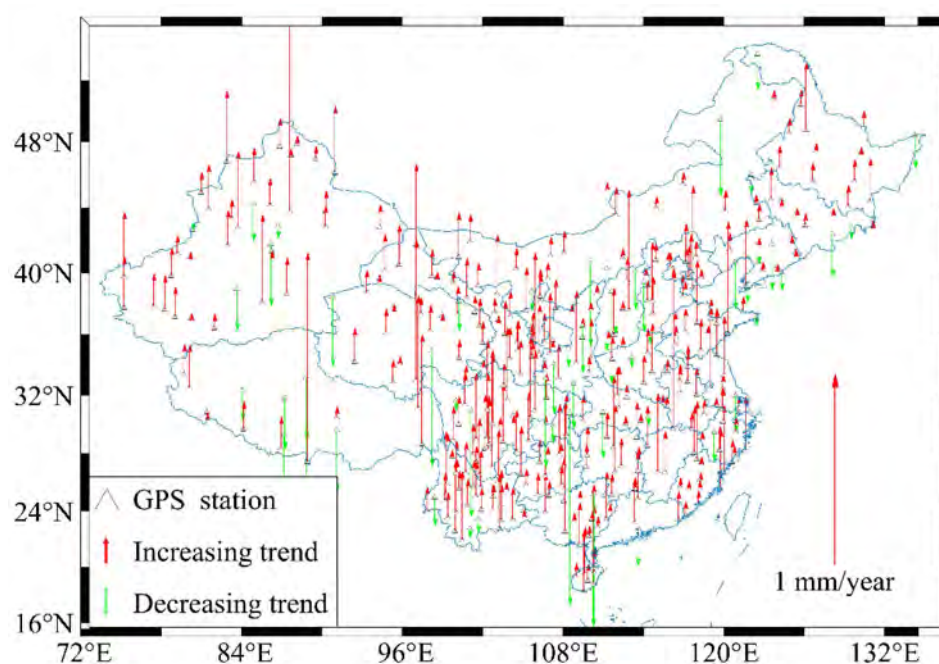 48°N
40°N
32°N
24°N
16°N
GPS station
Increasing trend
Decreasing trend
1 mm/year
72°E
84°E
96°E
108°E
120°E
132°E